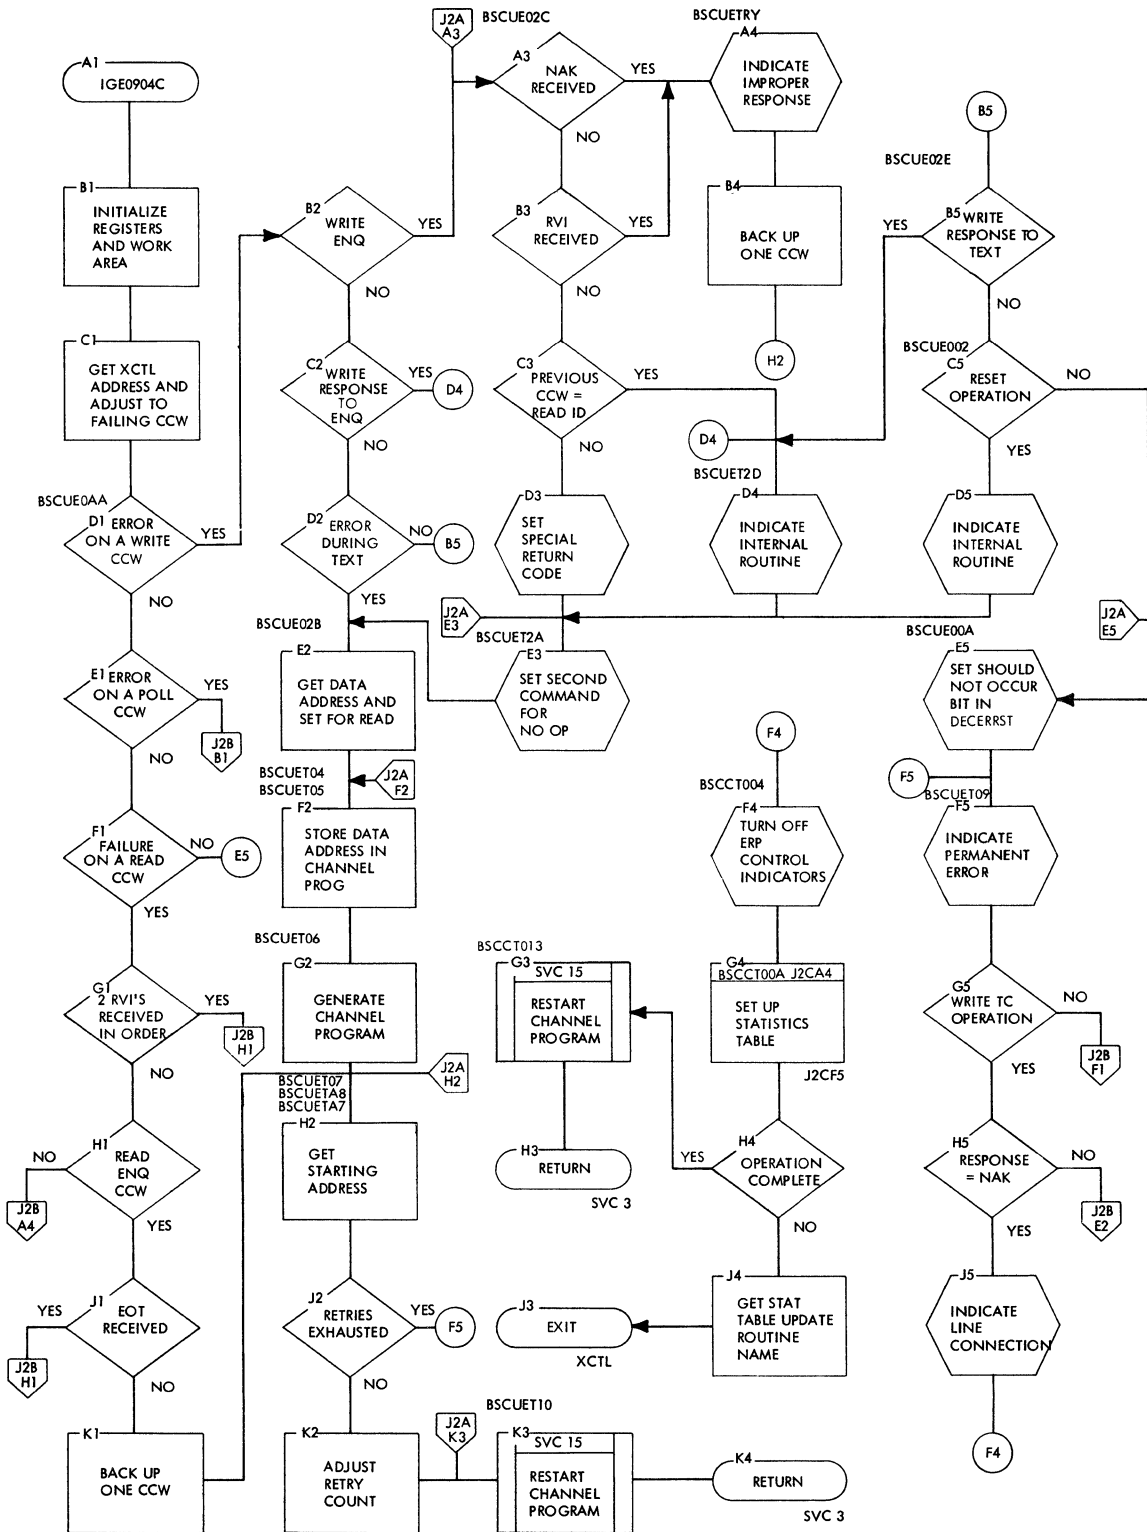 A1
IGE0904C
B1
INITIALIZE
REGISTERS
AND WORK
AREA
C1
GET XCTL
ADDRESS AND
ADJUST TO
FAILING CCW
BSCUE0AA
D1
ERROR
ON A WRITE
CCW
YES
NO
E1
ERROR
ON A POLL
CCW
YES
J2B
B1
NO
F1
FAILURE
ON A READ
CCW
NO
E5
YES
G1
2 RVI'S
RECEIVED
IN ORDER
YES
J2B
H1
NO
H1
READ
ENQ
CCW
NO
J2B
A4
YES
J1
EOT
RECEIVED
YES
J2B
H1
NO
K1
BACK UP
ONE CCW
B2
WRITE
ENQ
YES
NO
C2
WRITE
RESPONSE
TO
ENQ
YES
D4
NO
D2
ERROR
DURING
TEXT
NO
B5
YES
BSCUE02B
E2
GET DATA
ADDRESS AND
SET FOR READ
BSCUET04
BSCUET05
J2A
F2
F2
STORE DATA
ADDRESS IN
CHANNEL
PROG
BSCUET06
G2
GENERATE
CHANNEL
PROGRAM
J2A
H2
BSCUET07
BSCUETA8
BSCUETA7
H2
GET
STARTING
ADDRESS
J2
RETRIES
EXHAUSTED
YES
F5
NO
K2
ADJUST
RETRY
COUNT
J2A
A3
BSCUE02C
A3
NAK
RECEIVED
YES
NO
B3
RVI
RECEIVED
YES
NO
C3
PREVIOUS
CCW =
READ ID
YES
NO
D3
SET
SPECIAL
RETURN
CODE
J2A
E3
BSCUET2A
E3
SET SECOND
COMMAND
FOR
NO OP
BSCCT013
G3
SVC 15
RESTART
CHANNEL
PROGRAM
H3
RETURN
SVC 3
J3
EXIT
XCTL
J2A
K3
BSCUET10
K3
SVC 15
RESTART
CHANNEL
PROGRAM
BSCUETRY
A4
INDICATE
IMPROPER
RESPONSE
B4
BACK UP
ONE CCW
H2
D4
BSCUET2D
D4
INDICATE
INTERNAL
ROUTINE
F4
BSCCT004
F4
TURN OFF
ERP
CONTROL
INDICATORS
G4
BSCCT00A J2CA4
SET UP
STATISTICS
TABLE
J2CF5
H4
OPERATION
COMPLETE
YES
NO
J4
GET STAT
TABLE UPDATE
ROUTINE
NAME
K4
RETURN
SVC 3
B5
BSCUE02E
B5
WRITE
RESPONSE TO
TEXT
YES
NO
BSCUE002
C5
RESET
OPERATION
NO
YES
D5
INDICATE
INTERNAL
ROUTINE
J2A
E5
BSCUE00A
E5
SET SHOULD
NOT OCCUR
BIT IN
DECERRST
F5
BSCUET09
F5
INDICATE
PERMANENT
ERROR
G5
WRITE TC
OPERATION
NO
J2B
F1
YES
H5
RESPONSE
= NAK
NO
J2B
E2
YES
J5
INDICATE
LINE
CONNECTION
F4